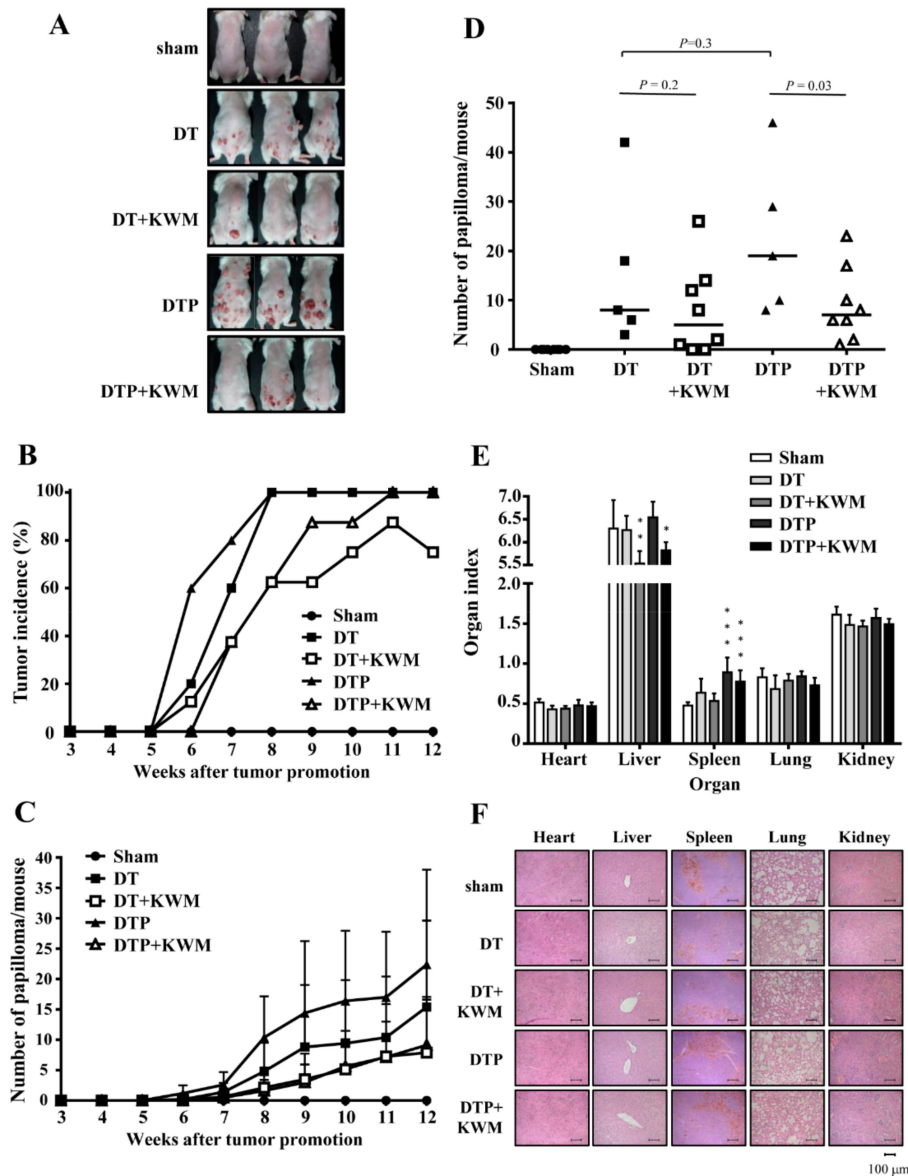 A
sham
DT
DT+KWM
DTP
DTP+KWM
D
P=0.3
P = 0.2
P = 0.03
Number of papilloma/mouse
50
40
30
20
10
0
Sham
DT
DT
+KWM
DTP
DTP
+KWM
B
Tumor incidence (%)
100
80
60
40
20
0
Sham
DT
DT+KWM
DTP
DTP+KWM
3 4 5 6 7 8 9 10 11 12
Weeks after tumor promotion
E
Sham
DT
DT+KWM
DTP
DTP+KWM
Organ index
7.0
6.5
6.0
5.5
2.0
1.5
1.0
0.5
0
* *
*
* * *
* * *
Heart Liver Spleen Lung Kidney
Organ
C
Sham
DT
DT+KWM
DTP
DTP+KWM
Number of papilloma/mouse
40
35
30
25
20
15
10
5
0
3 4 5 6 7 8 9 10 11 12
Weeks after tumor promotion
F
Heart Liver Spleen Lung Kidney
sham
DT
DT+
KWM
DTP
DTP+
KWM
100 μm